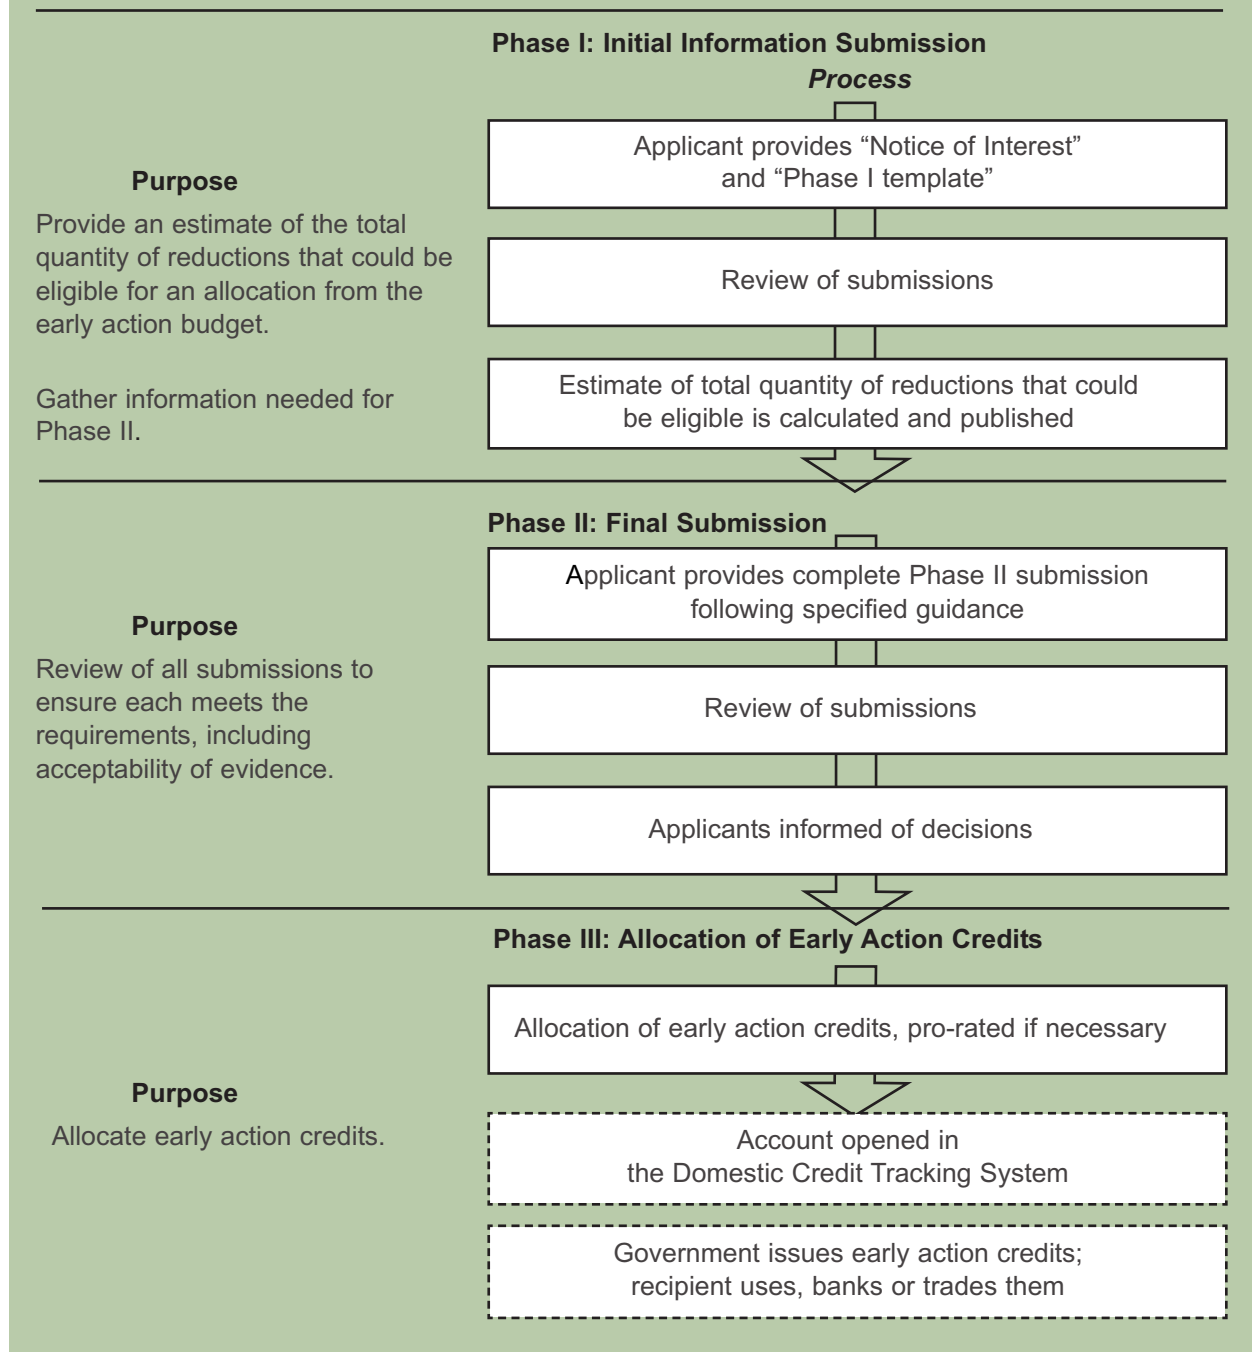 Phase I: Initial Information Submission
Process
Applicant provides “Notice of Interest”
and “Phase I template”
Purpose
Provide an estimate of the total
quantity of reductions that could be
eligible for an allocation from the
early action budget.
Gather information needed for
Phase II.
Review of submissions
Estimate of total quantity of reductions that could
be eligible is calculated and published
Phase II: Final Submission
Applicant provides complete Phase II submission
following specified guidance
Purpose
Review of all submissions to
ensure each meets the
requirements, including
acceptability of evidence.
Review of submissions
Applicants informed of decisions
Phase III: Allocation of Early Action Credits
Allocation of early action credits, pro-rated if necessary
Purpose
Allocate early action credits.
Account opened in
the Domestic Credit Tracking System
Government issues early action credits;
recipient uses, banks or trades them